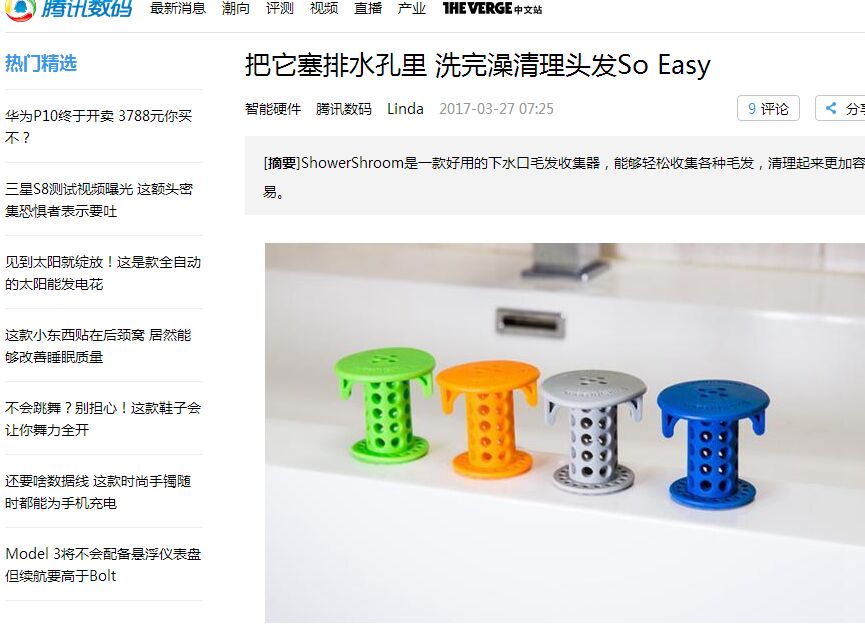 腾讯数码 最新消息 潮向 评测 视频 直播 产业 THE VERGE 中文站
热门精选
华为P10终于开卖 3788元你买
不？
三星S8测试视频曝光 这额头密
集恐惧者表示要吐
见到太阳就绽放！这是款全自动
的太阳能发电花
这款小东西贴在后颈窝 居然能
够改善睡眠质量
不会跳舞？别担心！这款鞋子会
让你舞力全开
还要啥数据线 这款时尚手镯随
时都能为手机充电
Model 3将不会配备悬浮仪表盘
但续航要高于Bolt
把它塞排水孔里 洗完澡清理头发So Easy
智能硬件 腾讯数码 Linda 2017-03-27 07:25 9 评论 分享
[摘要]ShowerShroom是一款好用的下水口毛发收集器，能够轻松收集各种毛发，清理起来更加容
易。